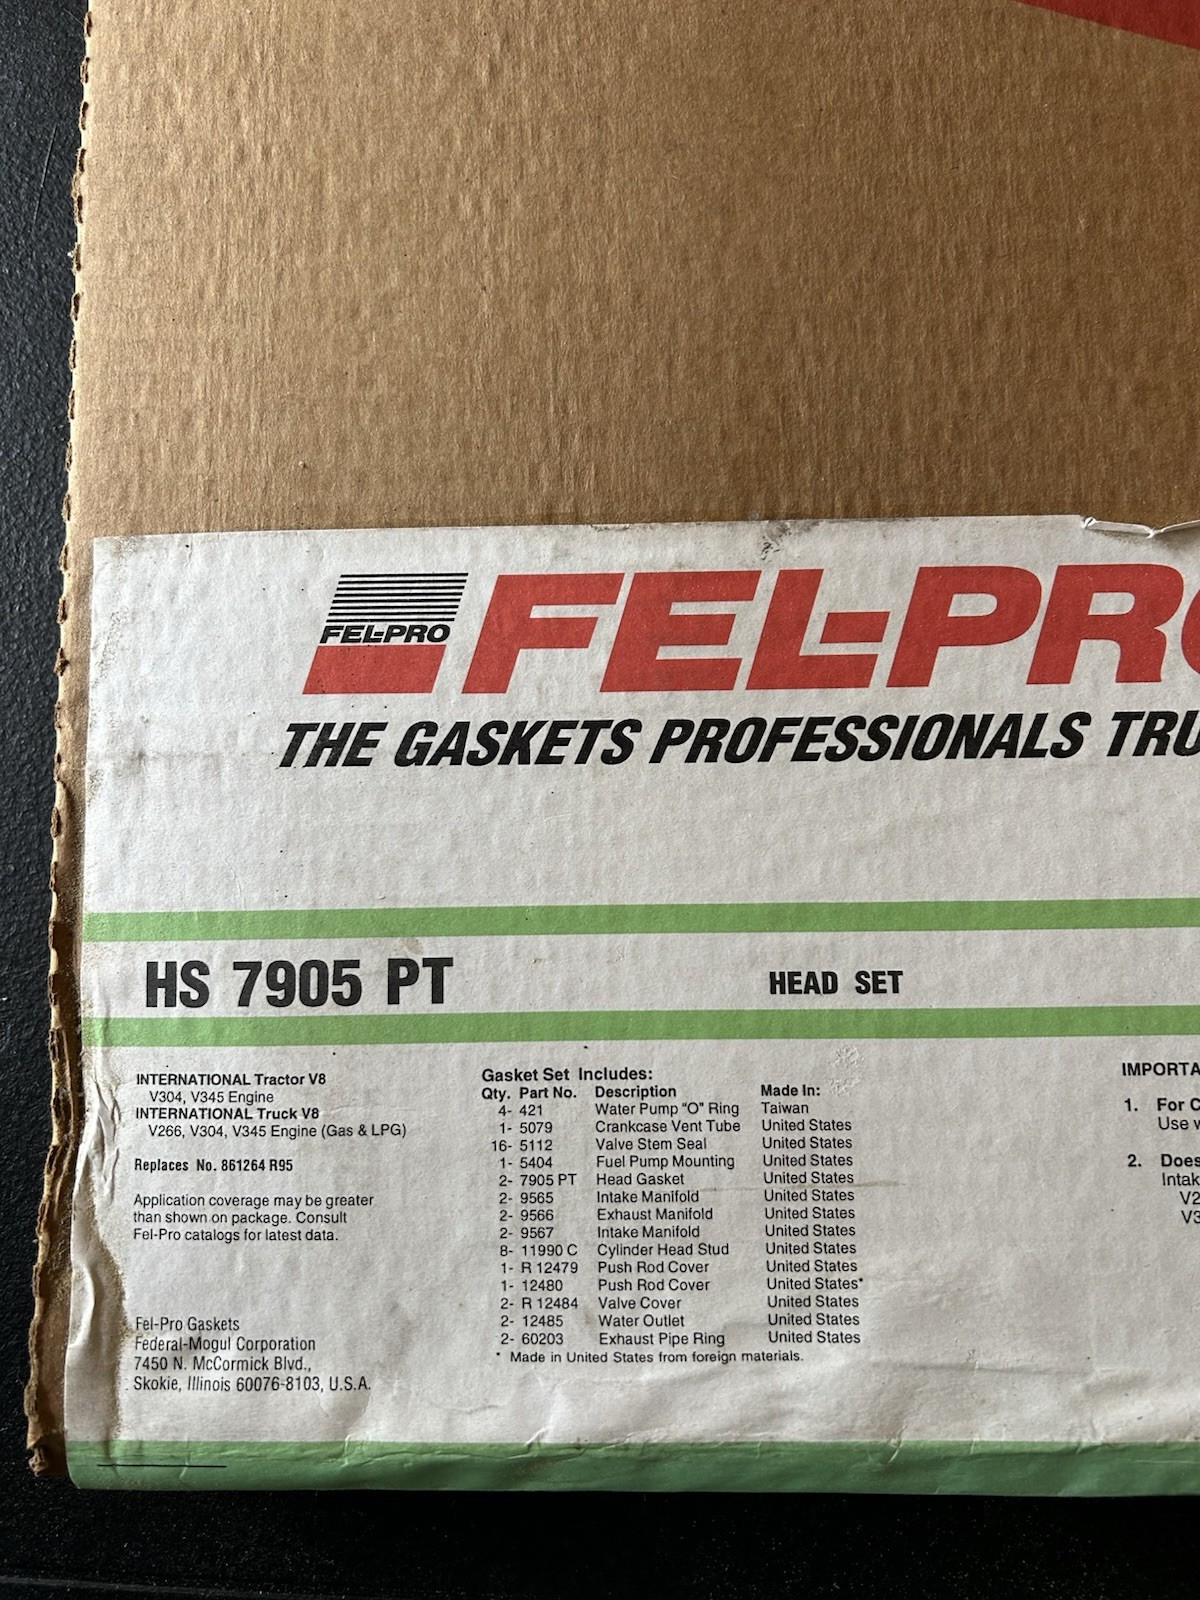 FEL-PRO
FEL-PRO
THE GASKETS PROFESSIONALS
HS 7905 PT
HEAD SET
INTERNATIONAL Tractor V8
V304, V345 Engine
INTERNATIONAL Truck V8
V266, V304, V345 Engine (Gas & LPG)
Replaces No. 861264 R95
Application coverage may be greater
than shown on package. Consult
Fel-Pro catalogs for latest data.
Fel-Pro Gaskets
Federal-Mogul Corporation
7450 N. McCormick Blvd.,
Skokie, Illinois 60076-8103, U.S.A.
Gasket Set Includes:
Qty. Part No. Description Made In:
4- 421 Water Pump "O" Ring Taiwan
1- 5079 Crankcase Vent Tube United States
16- 5112 Valve Stem Seal United States
1- 5404 Fuel Pump Mounting United States
2- 7905 PT Head Gasket United States
2- 9565 Intake Manifold United States
2- 9566 Exhaust Manifold United States
2- 9567 Intake Manifold United States
8- 11990 C Cylinder Head Stud United States
1- R 12479 Push Rod Cover United States
1- 12480 Push Rod Cover United States*
2- R 12484 Valve Cover United States
2- 12485 Water Outlet United States
2- 60203 Exhaust Pipe Ring United States
* Made in United States from foreign materials.
IMPORTA
1. For C
Use w
2. Does
Intak
V2
V3